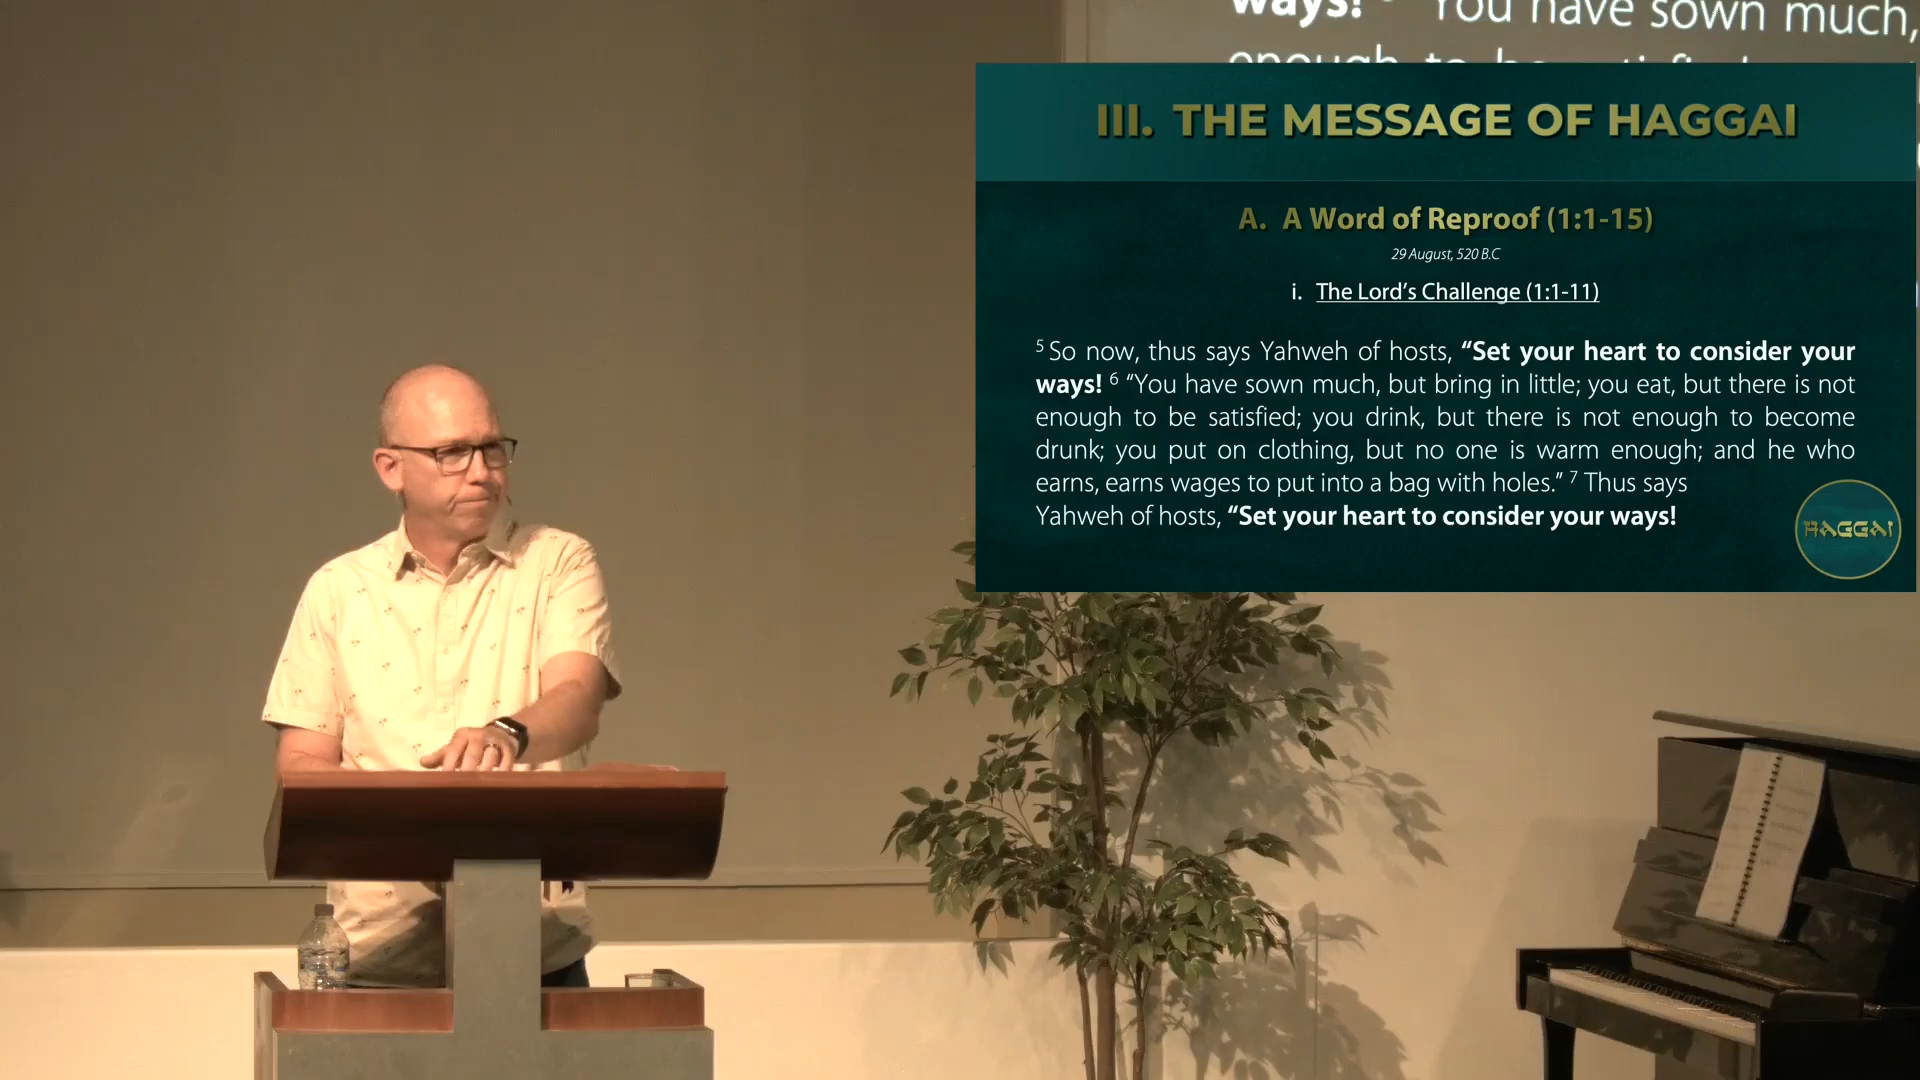 ways! 6 You have sown much,
enough to be satisfied
III. THE MESSAGE OF HAGGAI
A. A Word of Reproof (1:1-15)
29 August, 520 B.C
i. The Lord’s Challenge (1:1-11)
5 So now, thus says Yahweh of hosts, “Set your heart to consider your
ways! 6 “You have sown much, but bring in little; you eat, but there is not
enough to be satisfied; you drink, but there is not enough to become
drunk; you put on clothing, but no one is warm enough; and he who
earns, earns wages to put into a bag with holes.” 7 Thus says
Yahweh of hosts, “Set your heart to consider your ways!
HAGGAI